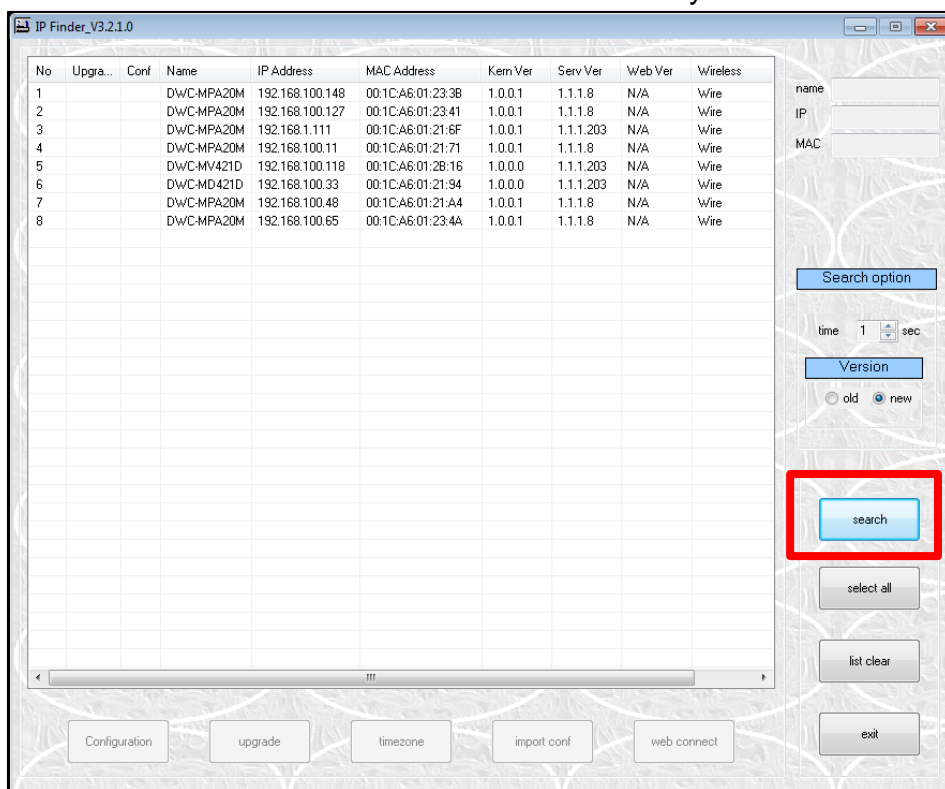 y
IP Finder_V3.2.1.0
No Upgra... Conf Name IP Address MAC Address Kern Ver Serv Ver Web Ver Wireless
1 DWC-MPA20M 192.168.100.148 00:1C:A6:01:23:3B 1.0.0.1 1.1.1.8 N/A Wire
2 DWC-MPA20M 192.168.100.127 00:1C:A6:01:23:41 1.0.0.1 1.1.1.8 N/A Wire
3 DWC-MPA20M 192.168.1.111 00:1C:A6:01:21:6F 1.0.0.1 1.1.1.203 N/A Wire
4 DWC-MPA20M 192.168.100.11 00:1C:A6:01:21:71 1.0.0.1 1.1.1.8 N/A Wire
5 DWC-MV421D 192.168.100.118 00:1C:A6:01:2B:16 1.0.0.0 1.1.1.203 N/A Wire
6 DWC-MD421D 192.168.100.33 00:1C:A6:01:21:94 1.0.0.0 1.1.1.203 N/A Wire
7 DWC-MPA20M 192.168.100.48 00:1C:A6:01:21:A4 1.0.0.1 1.1.1.8 N/A Wire
8 DWC-MPA20M 192.168.100.65 00:1C:A6:01:23:4A 1.0.0.1 1.1.1.8 N/A Wire
name
IP
MAC
Search option
time 1 sec
Version
old new
search
select all
list clear
exit
Configuration upgrade timezone import conf web connect